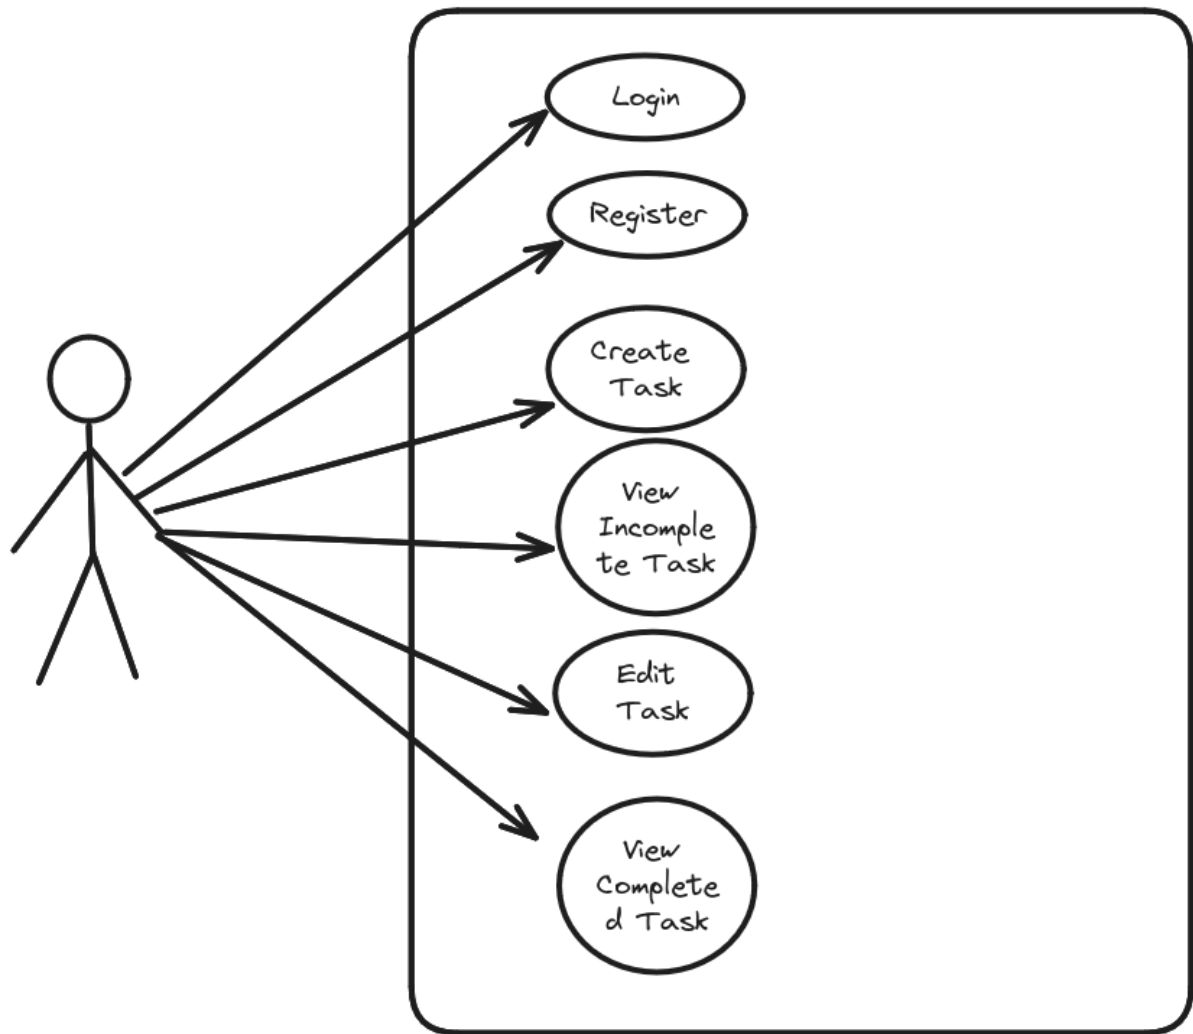 Login
Register
Create
Task
View
Incomple
te Task
Edit
Task
View
Complete
d Task